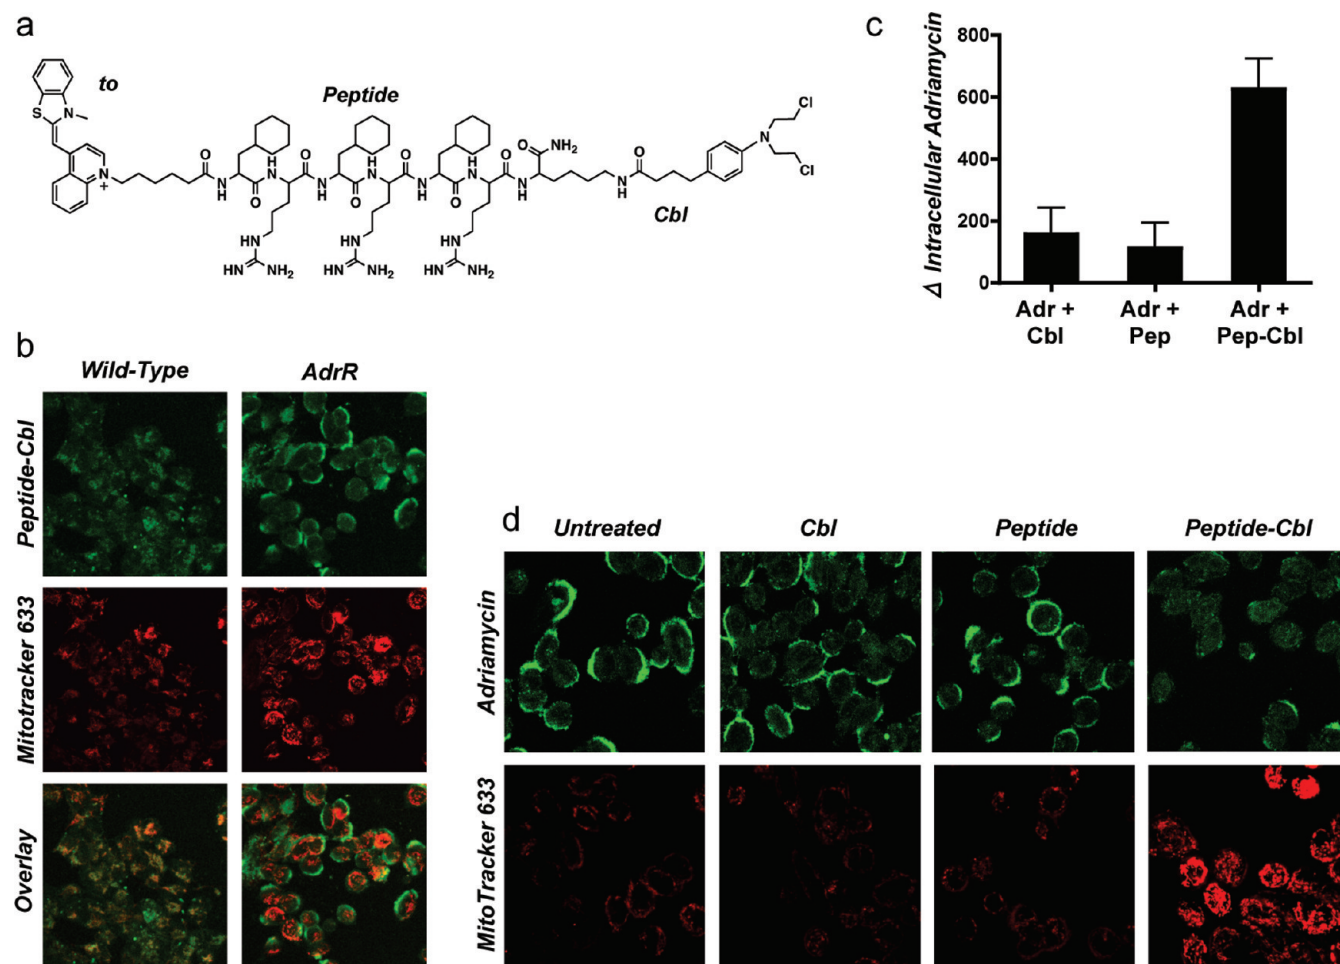 a
to
Peptide
Cbl
S
N
N
+
O
N
H
O
H
N
O
N
H
O
H
N
O
N
H
O
H
N
O
N
H
O
NH2
N
H
O
N
Cl
Cl
HN
HN
NH2
HN
HN
NH2
HN
HN
NH2
c
Δ Intracellular Adriamycin
800
600
400
200
0
Adr +
Cbl
Adr +
Pep
Adr +
Pep-Cbl
b
Wild-Type
AdrR
Peptide-Cbl
Mitotracker 633
Overlay
d
Untreated
Cbl
Peptide
Peptide-Cbl
Adriamycin
MitoTracker 633